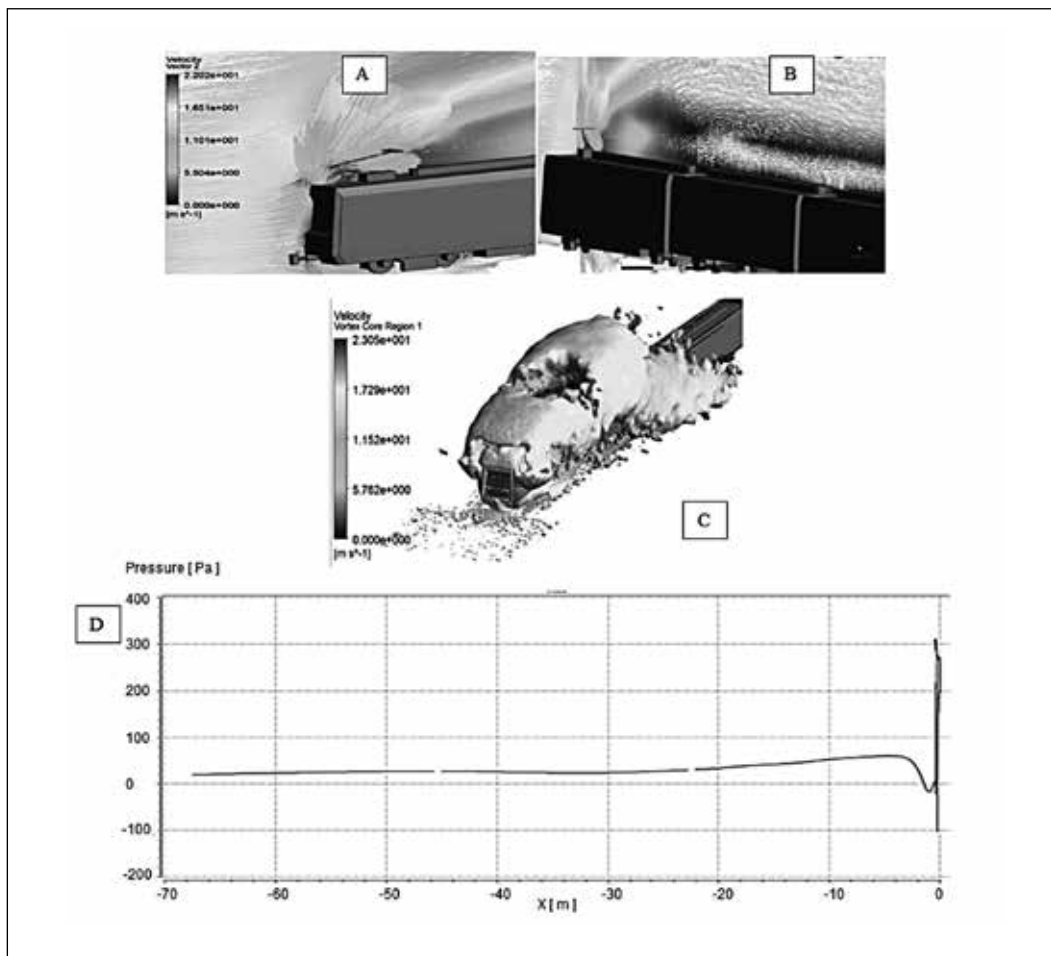 A
Velocity
Vector 2
2.202e+001
1.651e+001
1.101e+001
5.504e+000
0.000e+000
[m s^-1]
B
Velocity
Vortex Core Region 1
2.305e+001
1.729e+001
1.152e+001
5.762e+000
0.000e+000
[m s^-1]
C
Pressure [ Pa ]
D
400
300
200
100
0
-100
-200
-70
-60
-50
-40
-30
-20
-10
0
X [ m ]